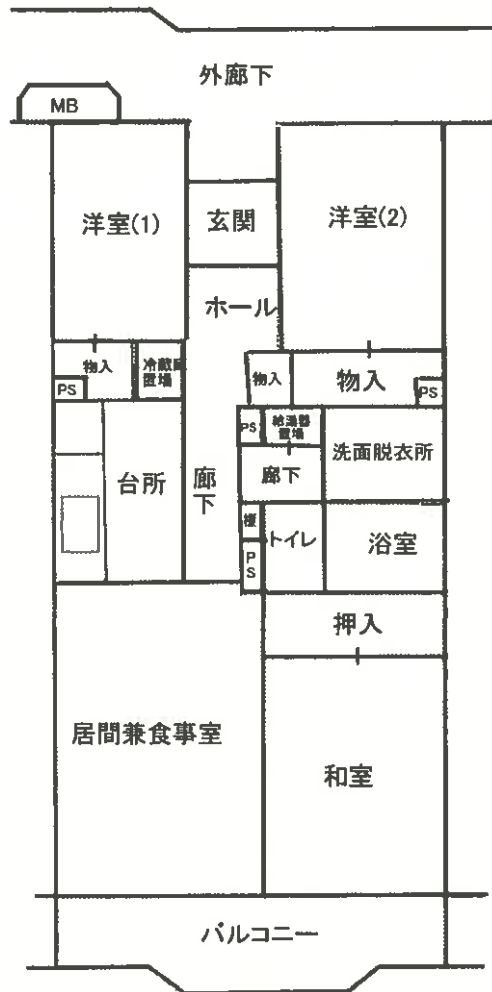 外廊下
MB
洋室(1)
玄関
洋室(2)
ホール
物入
冷蔵庫
置場
物入
物入
PS
PS
PS
給湯器
置場
洗面脱衣所
台所
廊下
廊下
棚
トイレ
浴室
PS
押入
居間兼食事室
和室
バルコニー